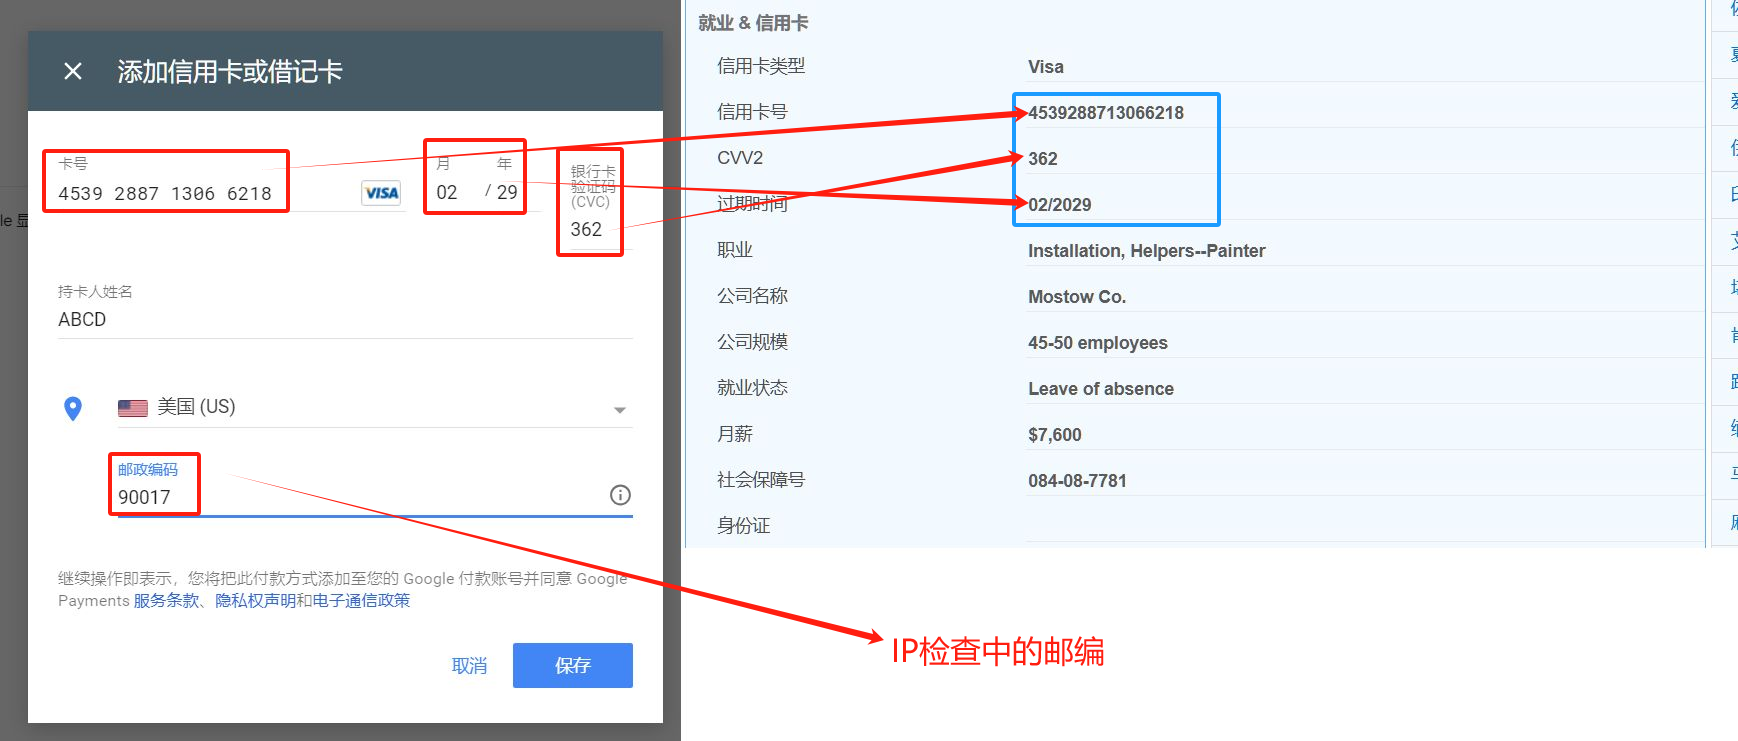 添加信用卡或借记卡
卡号
4539 2887 1306 6218
VISA
月 年
02 / 29
银行卡
验证码
(CVC)
362
le 显
持卡人姓名
ABCD
美国 (US)
邮政编码
90017
继续操作即表示，您将把此付款方式添加至您的 Google 付款账号并同意 Google
Payments 服务条款、隐私权声明和电子通信政策
取消
保存
就业 & 信用卡
信用卡类型 Visa
信用卡号 4539288713066218
CVV2 362
过期时间 02/2029
职业 Installation, Helpers--Painter
公司名称 Mostow Co.
公司规模 45-50 employees
就业状态 Leave of absence
月薪 $7,600
社会保障号 084-08-7781
身份证
IP检查中的邮编